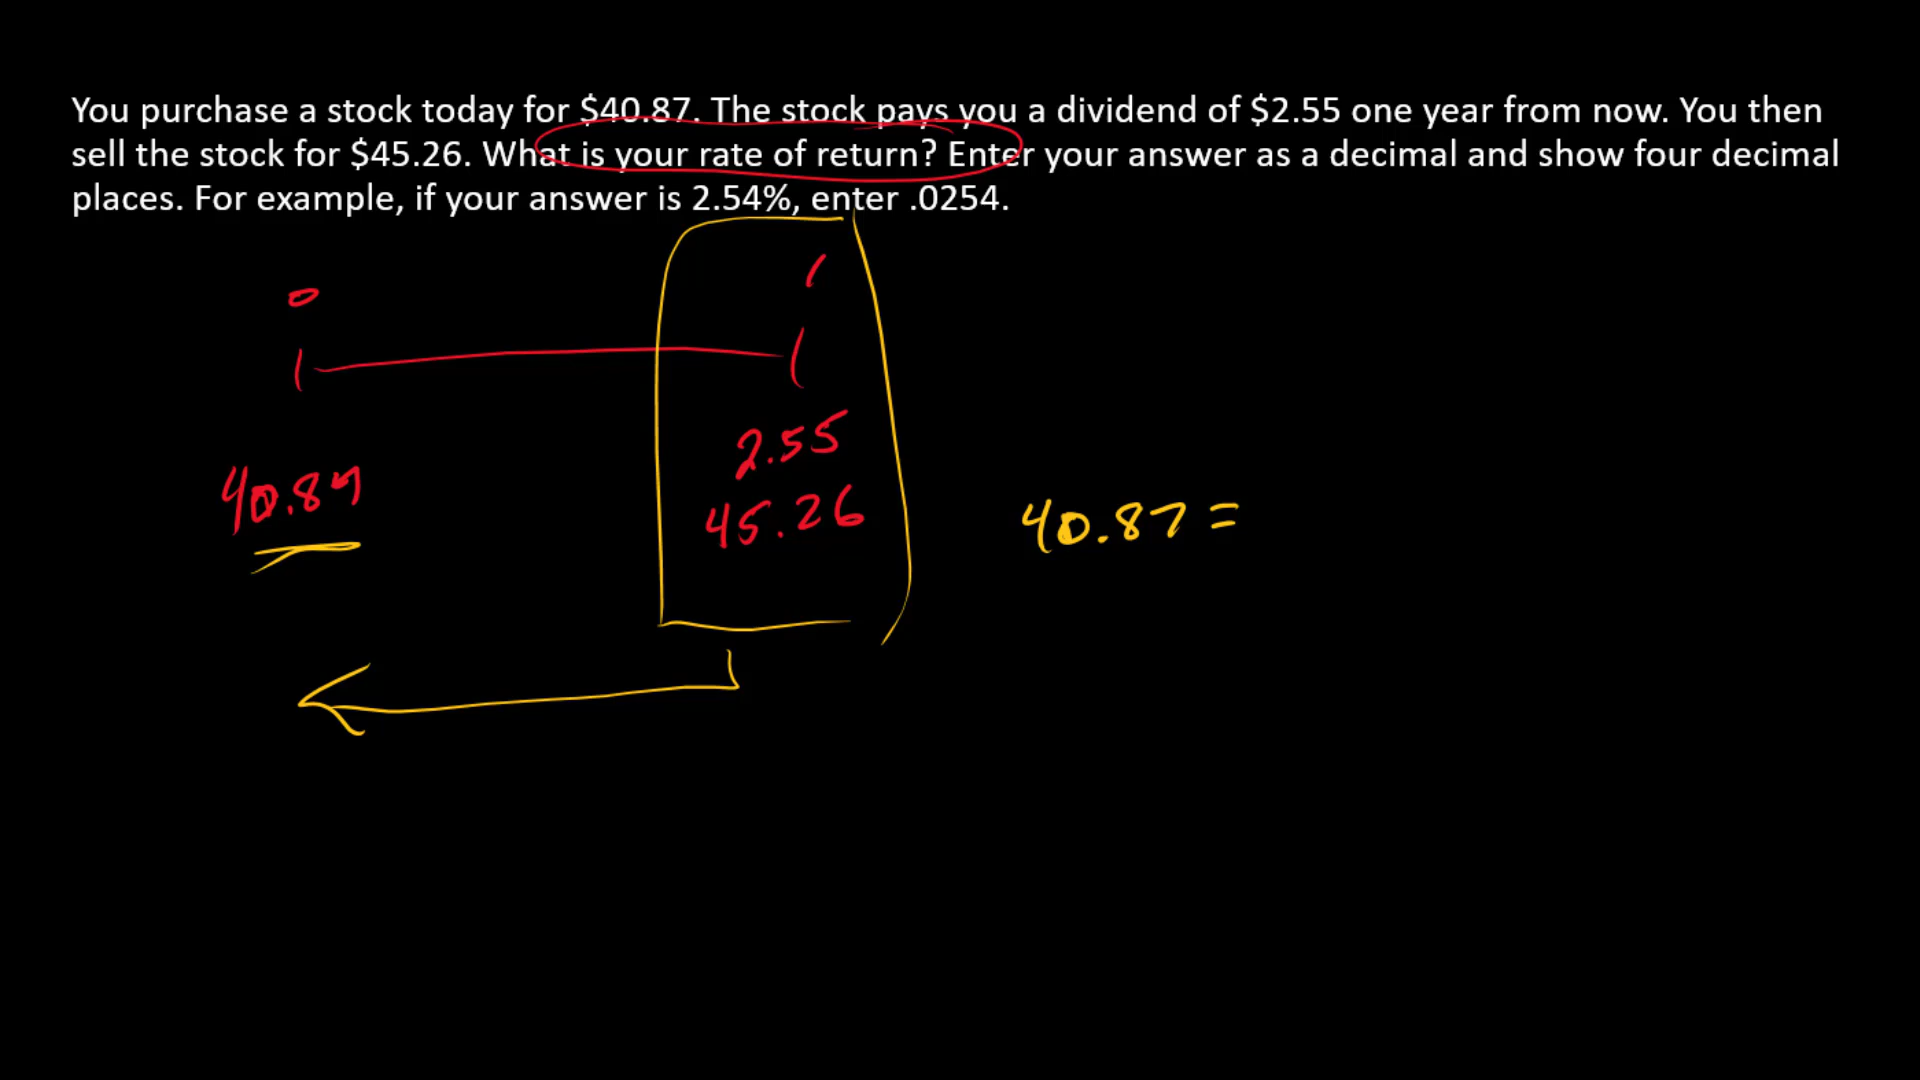 You purchase a stock today for $40.87. The stock pays you a dividend of $2.55 one year from now. You then
sell the stock for $45.26. What is your rate of return? Enter your answer as a decimal and show four decimal
places. For example, if your answer is 2.54%, enter .0254.
0 1
2.55
40.87 45.26
40.87 =